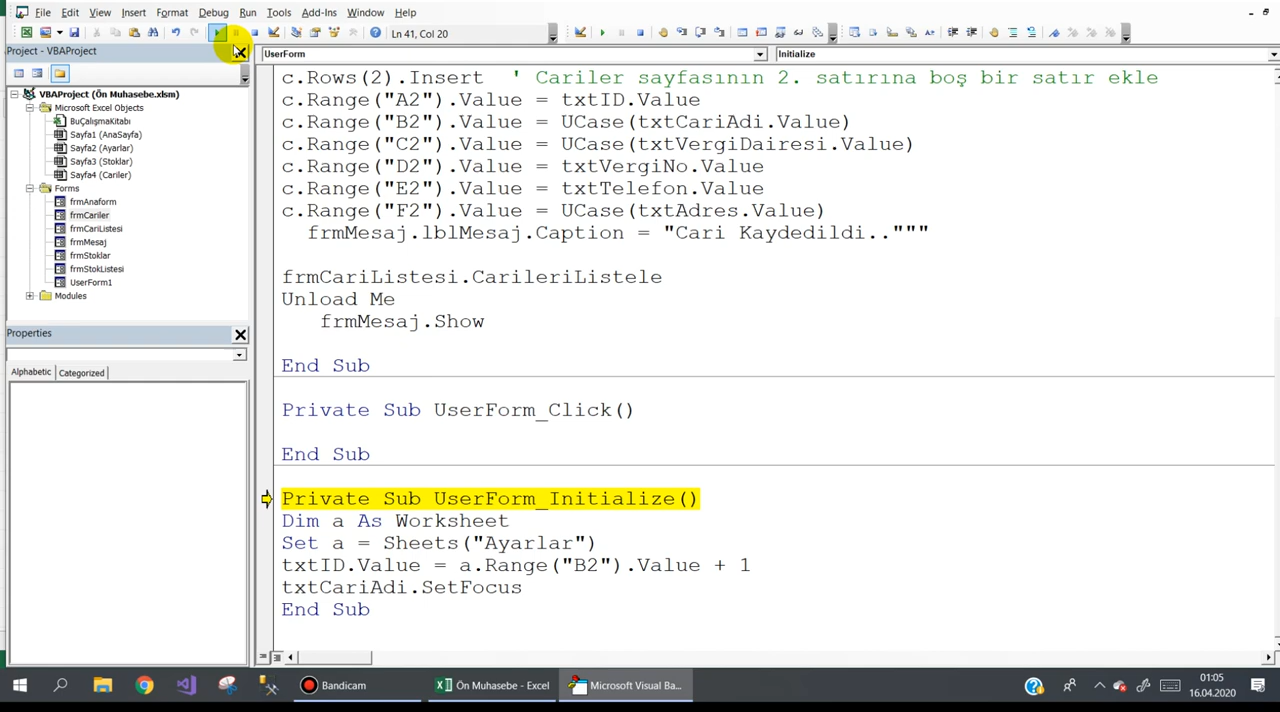 File Edit View Insert Format Debug Run Tools Add-Ins Window Help
Ln 41, Col 20
Project - VBAProject
UserForm
Initialize
VBAProject (Ön Muhasebe.xlsm)
Microsoft Excel Objects
BuÇalışmaKitabı
Sayfa1 (AnaSayfa)
Sayfa2 (Ayarlar)
Sayfa3 (Stoklar)
Sayfa4 (Cariler)
Forms
frmAnaform
frmCariler
frmCariListesi
frmMesaj
frmStoklar
frmStokListesi
UserForm1
Modules
Properties
Alphabetic Categorized
c.Rows(2).Insert ' Cariler sayfasının 2. satırına boş bir satır ekle
c.Range("A2").Value = txtID.Value
c.Range("B2").Value = UCase(txtCariAdi.Value)
c.Range("C2").Value = UCase(txtVergiDairesi.Value)
c.Range("D2").Value = txtVergiNo.Value
c.Range("E2").Value = txtTelefon.Value
c.Range("F2").Value = UCase(txtAdres.Value)
frmMesaj.lblMesaj.Caption = "Cari Kaydedildi.."""
frmCariListesi.CarileriListele
Unload Me
frmMesaj.Show
End Sub
Private Sub UserForm_Click()
End Sub
Private Sub UserForm_Initialize()
Dim a As Worksheet
Set a = Sheets("Ayarlar")
txtID.Value = a.Range("B2").Value + 1
txtCariAdi.SetFocus
End Sub
Bandicam
Ön Muhasebe - Excel
Microsoft Visual Ba...
01:05
16.04.2020